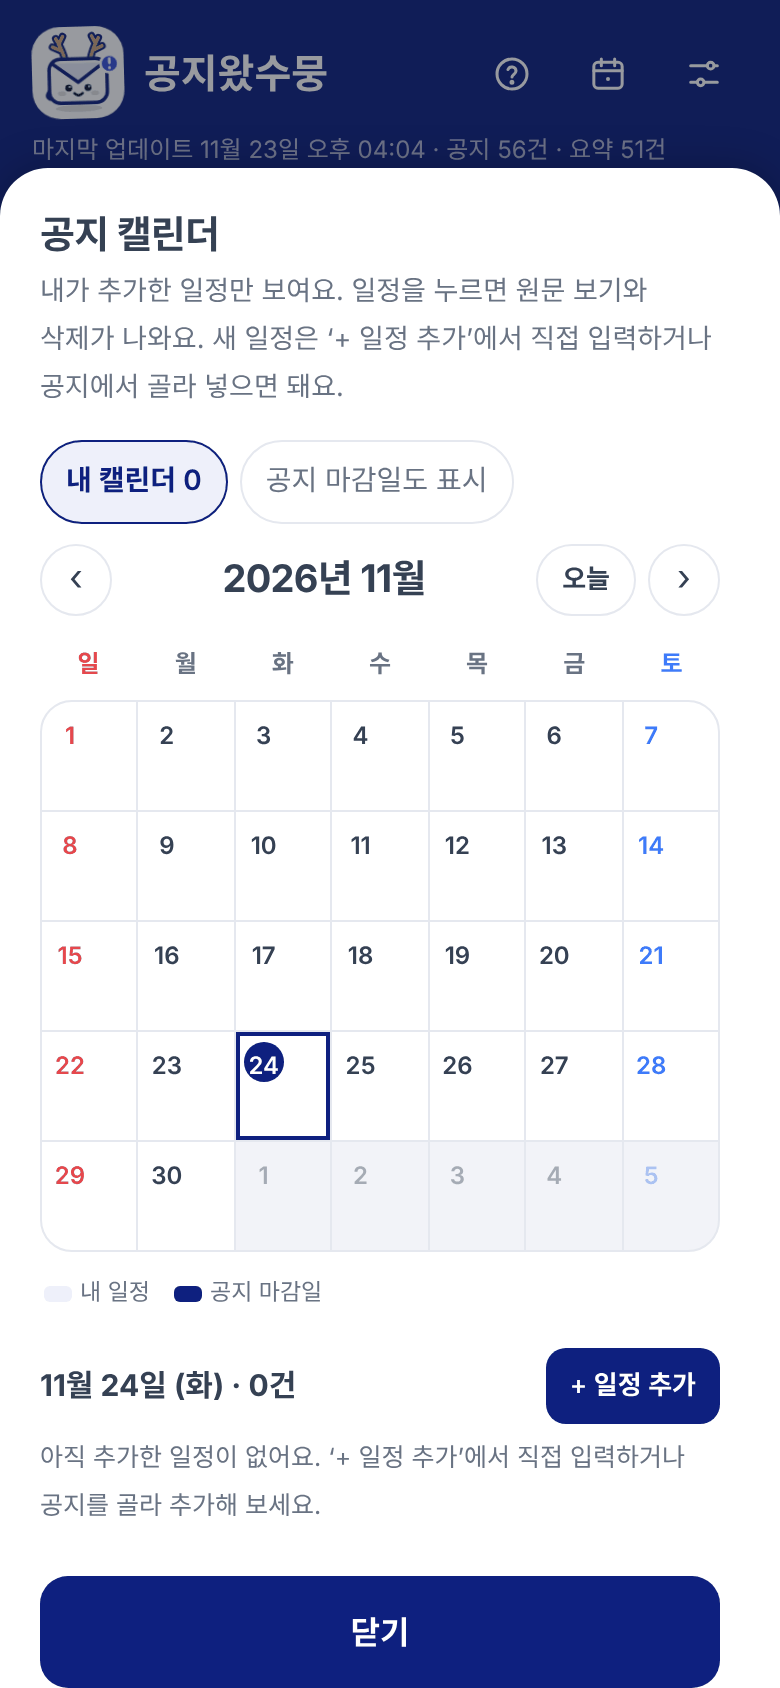 공지왔수뭉
마지막 업데이트 11월 23일 오후 04:04 · 공지 56건 · 요약 51건
공지 캘린더
내가 추가한 일정만 보여요. 일정을 누르면 원문 보기와
삭제가 나와요. 새 일정은 ‘+ 일정 추가’에서 직접 입력하거나
공지에서 골라 넣으면 돼요.
내 캘린더 0 공지 마감일도 표시
‹ 2026년 11월 오늘 ›
일 월 화 수 목 금 토
1 2 3 4 5 6 7
8 9 10 11 12 13 14
15 16 17 18 19 20 21
22 23 24 25 26 27 28
29 30 1 2 3 4 5
내 일정 공지 마감일
11월 24일 (화) · 0건 + 일정 추가
아직 추가한 일정이 없어요. ‘+ 일정 추가’에서 직접 입력하거나
공지를 골라 추가해 보세요.
닫기